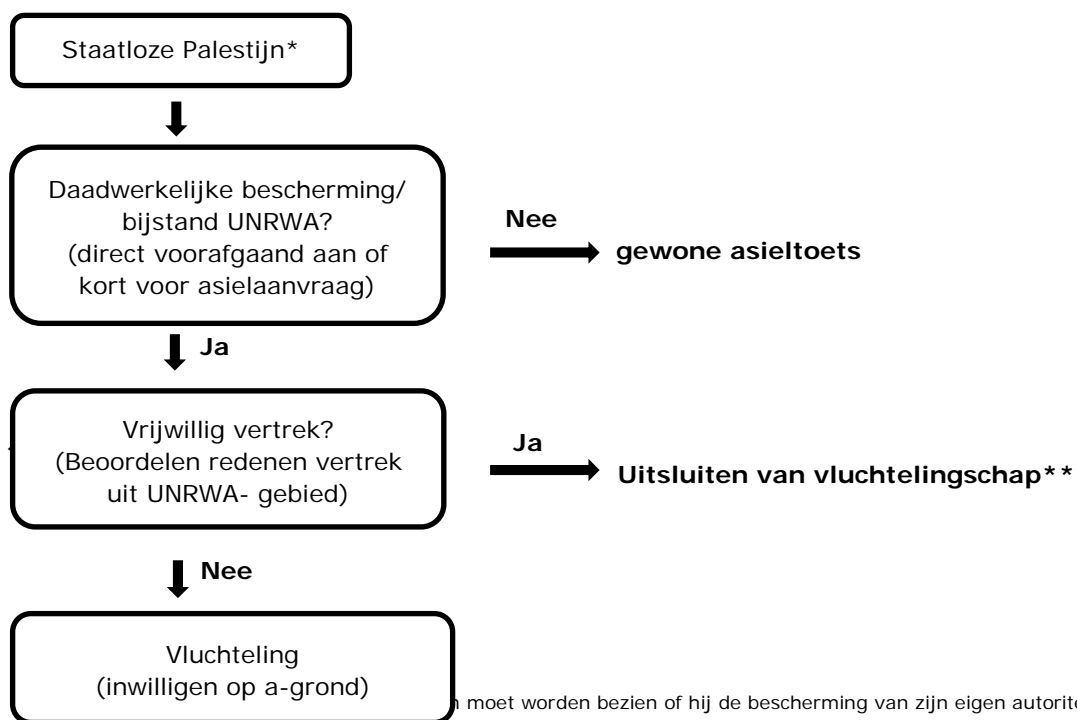 Staatloze Palestijn*
Daadwerkelijke bescherming/
bijstand UNRWA?
(direct voorafgaand aan of
kort voor asielaanvraag)
Nee
gewone asieltoets
Ja
Vrijwillig vertrek?
(Beoordelen redenen vertrek
uit UNRWA- gebied)
Ja
Uitsluiten van vluchtelingschap**
Nee
Vluchteling
(inwilligen op a-grond)
moet worden bezien of hij de bescherming van zijn eigen